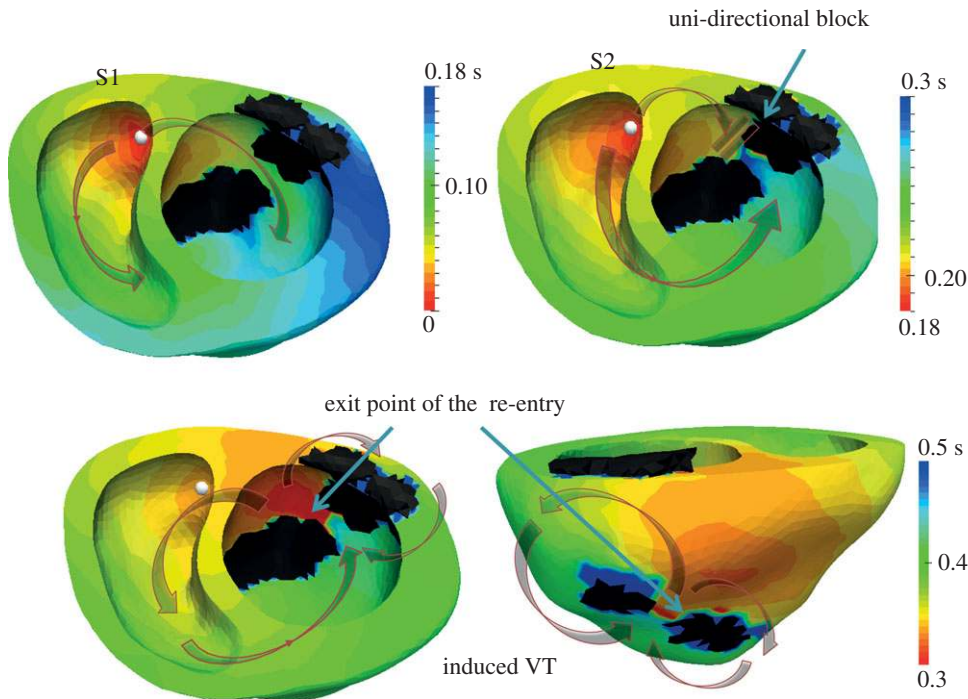 uni-directional block
S1
S2
0.18 s
0.10
0
0.3 s
0.20
0.18
exit point of the re-entry
induced VT
0.5 s
0.4
0.3